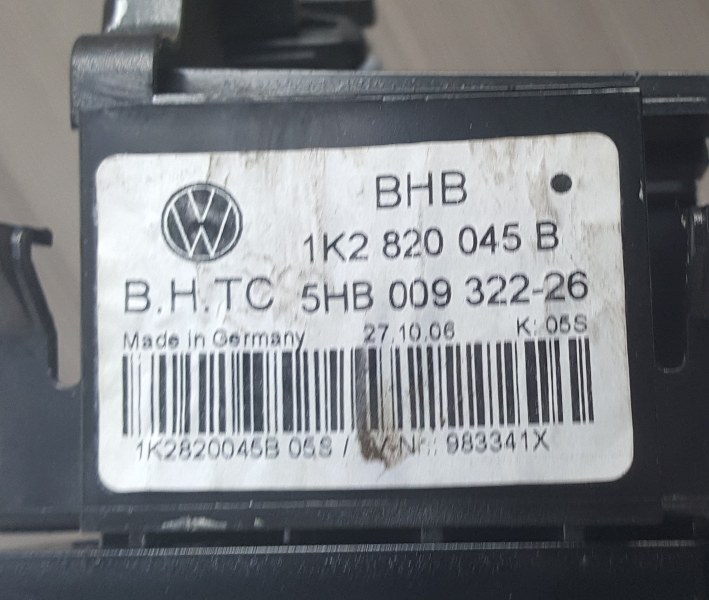 BHB
1K2 820 045 B
B.H.TC 5HB 009 322-26
Made in Germany 27.10.06 K: 05S
1K2820045B 05S / Nr.: 983341X